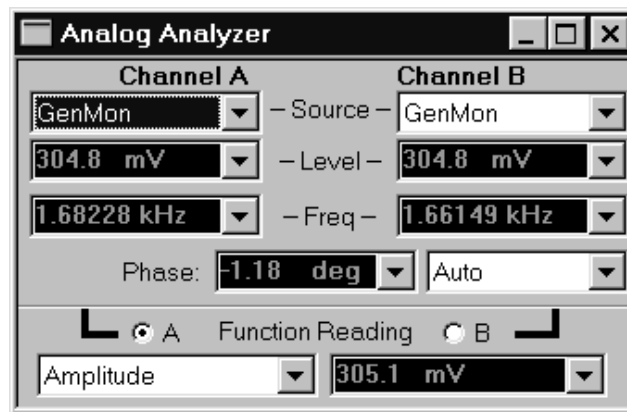 Analog Analyzer
Channel A Channel B
GenMon – Source – GenMon
304.8 mV – Level – 304.8 mV
1.68228 kHz – Freq – 1.66149 kHz
Phase: -1.18 deg Auto
A Function Reading B
Amplitude 305.1 mV